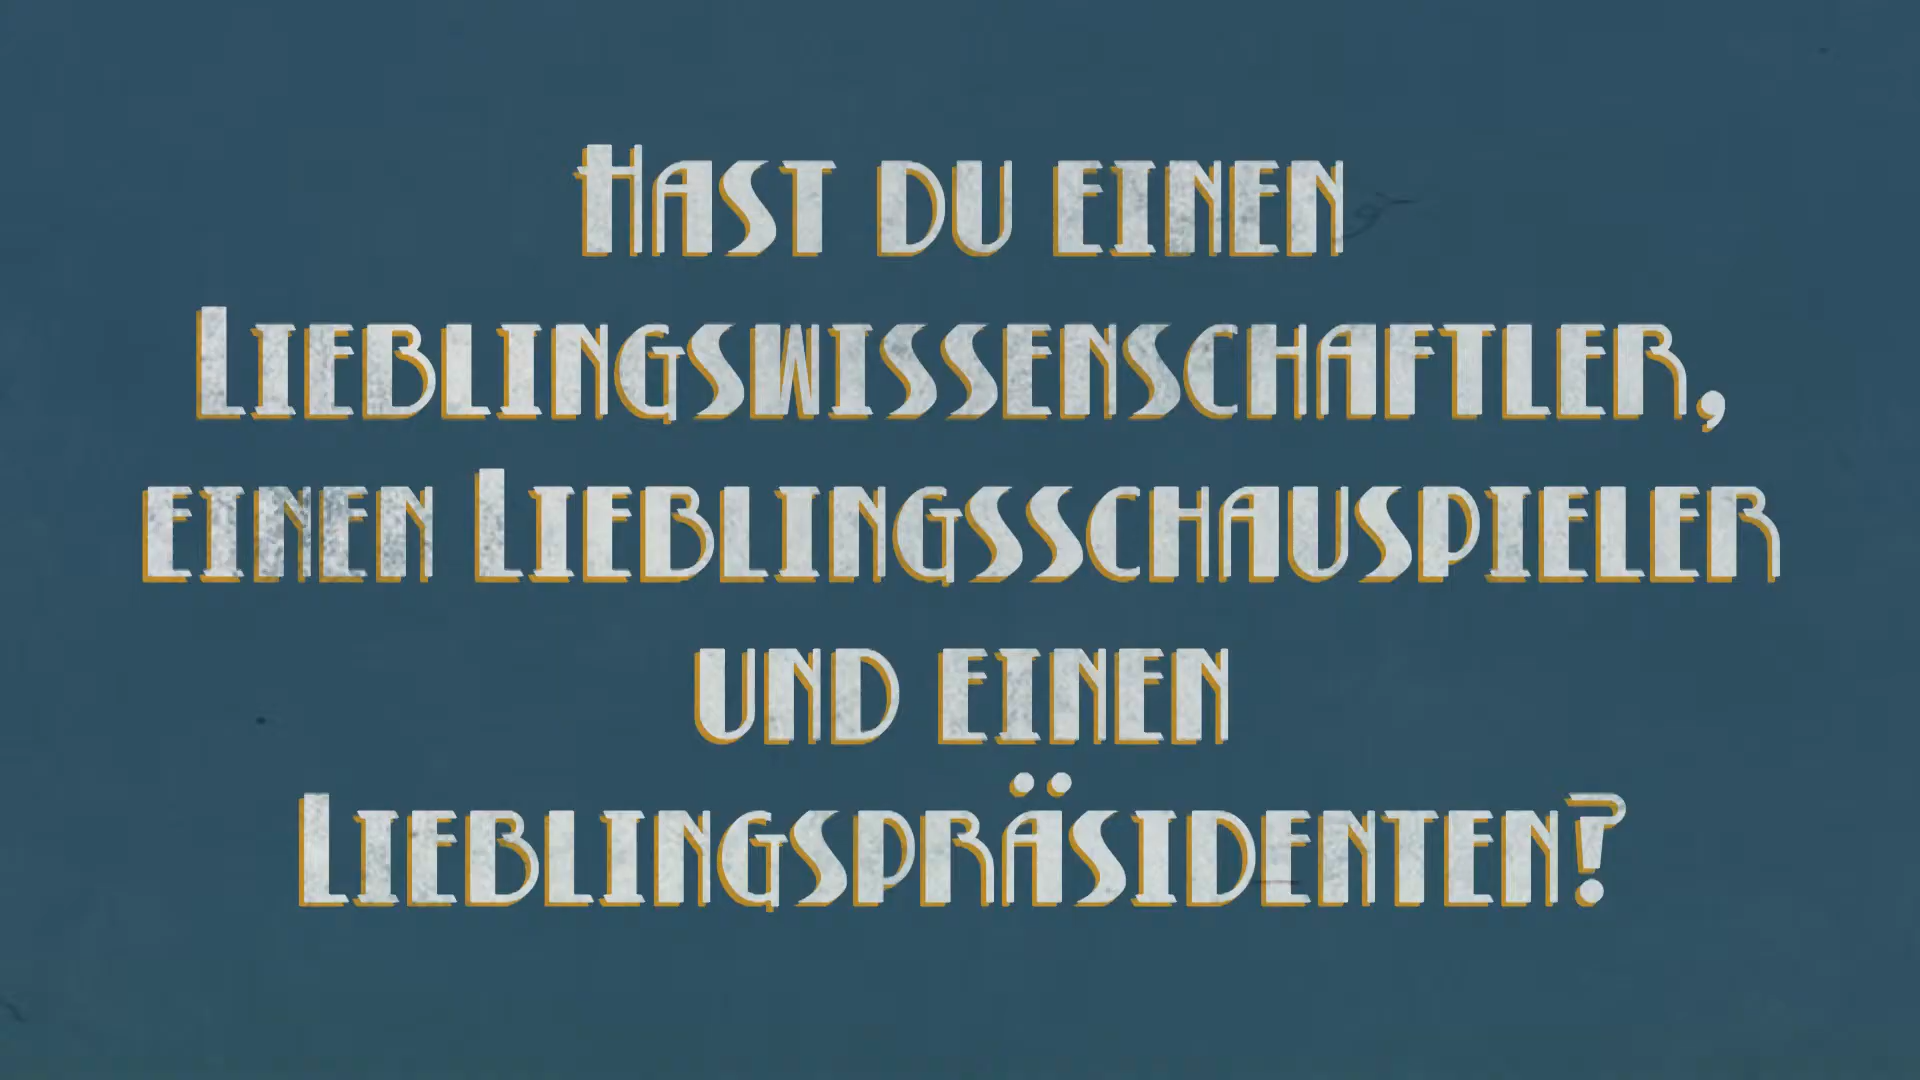 Hast du einen
Lieblingswissenschaftler,
einen Lieblingsschauspieler
und einen
Lieblingspräsidenten?